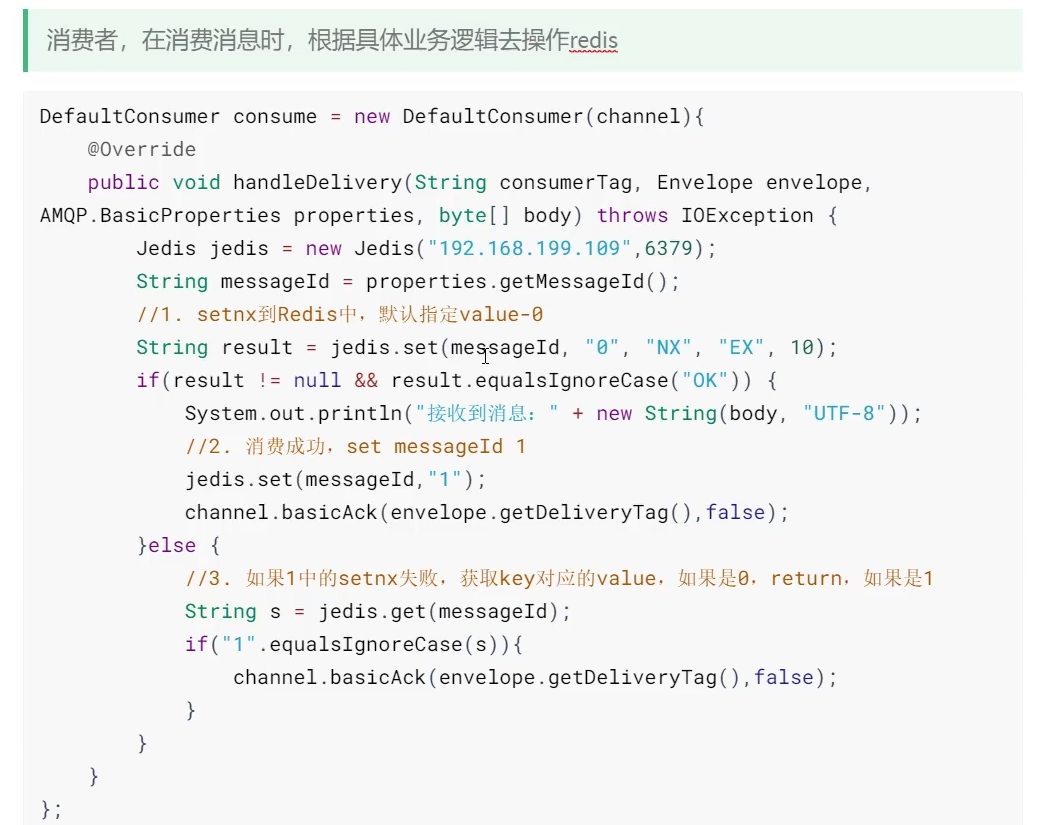 消费者，在消费消息时，根据具体业务逻辑去操作redis
DefaultConsumer consume = new DefaultConsumer(channel){
    @Override
    public void handleDelivery(String consumerTag, Envelope envelope,
AMQP.BasicProperties properties, byte[] body) throws IOException {
        Jedis jedis = new Jedis("192.168.199.109",6379);
        String messageId = properties.getMessageId();
        //1. setnx到Redis中，默认指定value-0
        String result = jedis.set(messageId, "0", "NX", "EX", 10);
        if(result != null && result.equalsIgnoreCase("OK")) {
            System.out.println("接收到消息：" + new String(body, "UTF-8"));
            //2. 消费成功，set messageId 1
            jedis.set(messageId,"1");
            channel.basicAck(envelope.getDeliveryTag(),false);
        }else {
            //3. 如果1中的setnx失败，获取key对应的value，如果是0，return，如果是1
            String s = jedis.get(messageId);
            if("1".equalsIgnoreCase(s)){
                channel.basicAck(envelope.getDeliveryTag(),false);
            }
        }
    }
};